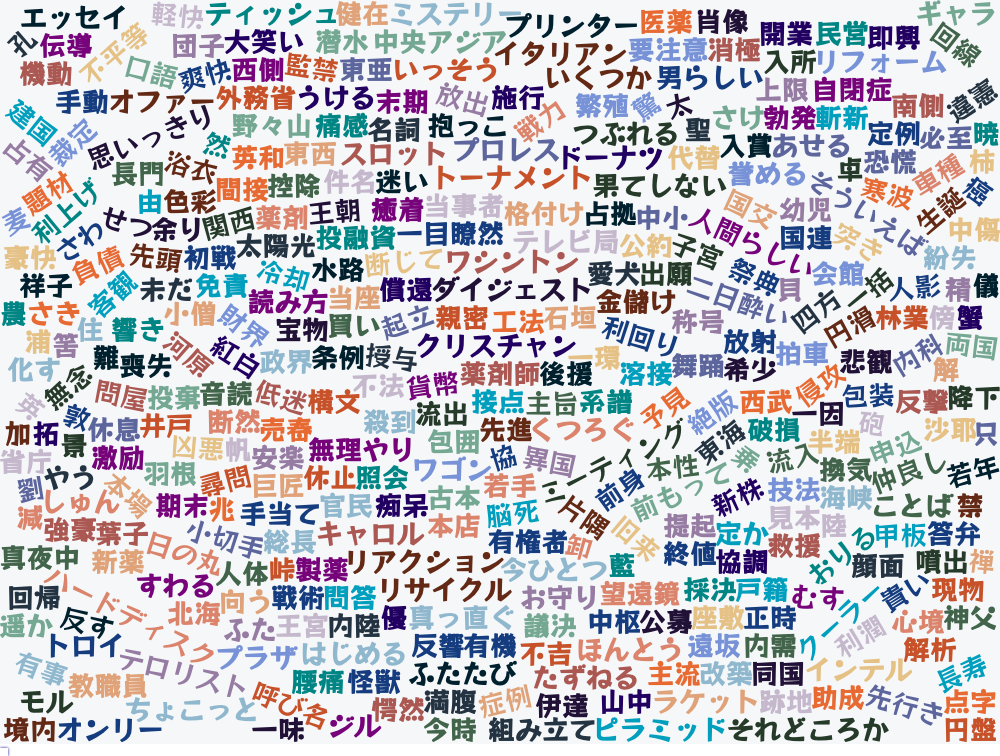 エッセイ 軽快 ティッシュ 健在 ミステリー プリンター 医薬 肖像 開業 民営 即興 ギャラ
孔 伝導 不平等 団子 大笑い 潜水 中央アジア イタリアン 要注意 消極 入所 リフォーム 回線
機動 口語 爽快 西側 監禁 東亜 いっそう いくつか 男らしい 上限 自閉症 南側 違憲
建国 手動 オファー 外務省 うける 末期 放出 施行 繁殖 驚 太 さけ 勃発 斬新 定例 必至 暁
占有 裁定 思いっきり 然 野々山 痛感 名詞 抱っこ 戦力 つぶれる 聖 入賞 あせる 恐慌 車種 柿
長門 浴衣 英和 東西 スロット プロレス ドーナツ 代替 誉める 卓 寒波 生誕 癌
麦 題材 利上げ 由 色彩 間接 控除 件名 迷い トーナメント 果てしない 国交 幼児 そういえば 中傷
さわ せつ 余り 関西 薬剤 王朝 癒着 当事者 格付け 占拠 中小 人間らしい 国連 突き 紛失
豪快 負債 先頭 初戦 太陽光 投融資 一目瞭然 テレビ局 公約 子宮 祭典 会館
祥子 客観 未だ 免責 冷却 水路 断じて ワシントン 愛犬 出願 二日酔い 貝 四方 一括 人影 精 儀
農 さき 小僧 財界 読み方 当座 償還 ダイジェスト 金儲け 称号 円滑 林業 傍 蟹
浦 答 住 響き 宝物 買い 起立 親密 工法 石垣 利回り 放射 拍車 悲観 内科 両国
化す 難 喪失 河原 紅白 政界 条例 授与 クリスチャン 一環 溶接 舞踊 希少 解
英 無念 問屋 投棄 音読 低迷 構文 不法 貨幣 薬剤師 後援 接点 主旨 系譜 予見 絶版 西武 侵攻 一因 包装 反撃 降下
加 拓 敦 休息 井戸 断然 売春 殺到 流出 先進 くつろぐ ミーティング 東海 破損 半端 砲 申込 沙耶 只
省庁 景 激励 凶悪 帆 安楽 無理やり 包囲 協 異国 本性 乗 流入 換気 仲良し 若年
劉 やう 羽根 尋問 巨匠 休止 照会 ワゴン 若手 前身 前もって 新株 技法 海峡 ことば 禁
減 しゅん 本場 期末 兆 手当て 官民 痴呆 古本 脳死 片隅 旧来 提起 定か 見本 陸 甲板 答弁
強豪 葉子 小切手 総長 キャロル 本店 有権者 卸 終値 協調 救援 おりる 顔面 噴出 禅
真夜中 新薬 日の丸 人体 峠 製薬 リアクション 今ひとつ 藍
回帰 ハードディスク すわる 向う 戦術 問答 リサイクル お守り 望遠鏡 採決 戸籍 むす 貴い 現物
遥か 反す 北海 ふた 王宮 内陸 優 真っ直ぐ 議決 中枢 公募 座敷 正時 クーラー 利潤 心境 神父
トロイ テロリスト プラザ はじめる 反響 有機 不吉 ほんとう 遠坂 内需 解析
有事 教職員 腰痛 怪獣 ふたたび たずねる 主流 改築 同国 インテル 長寿
モル ちょこっと 呼び名 愕然 満腹 症例 伊達 山中 ラケット 跡地 助成 先行き 点字
境内 オンリー 一味 ジル 今時 組み立て ピラミッド それどころか 円盤